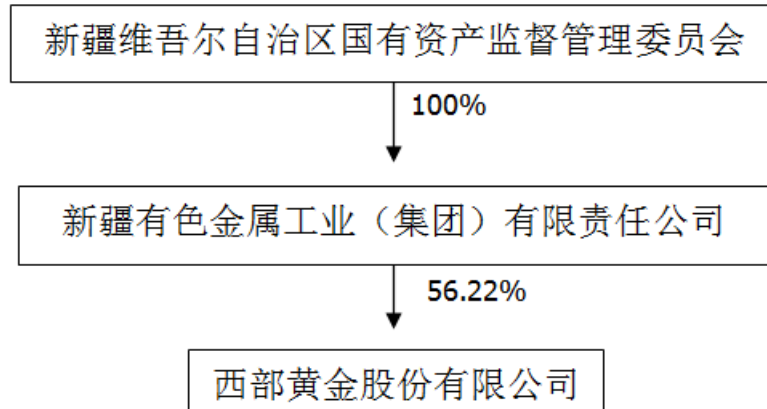 新疆维吾尔自治区国有资产监督管理委员会
100%
新疆有色金属工业（集团）有限责任公司
56.22%
西部黄金股份有限公司